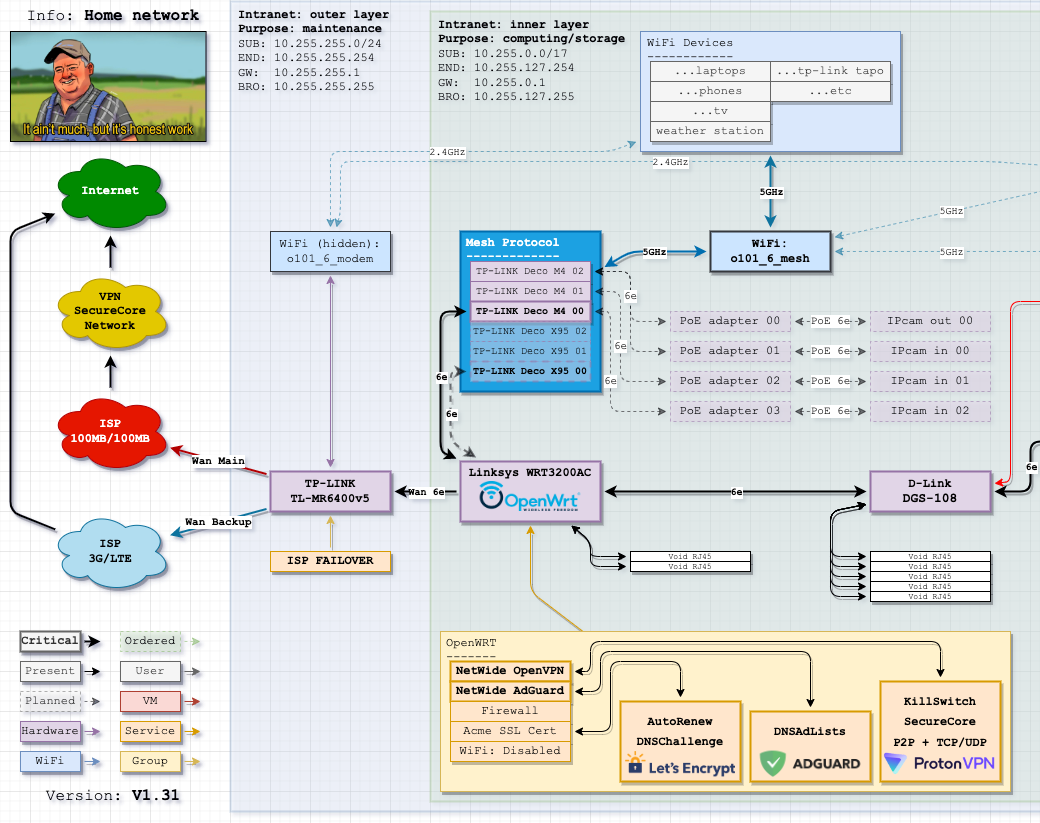 Info: Home network
It ain't much, but it's honest work
Intranet: outer layer
Purpose: maintenance
SUB: 10.255.255.0/24
END: 10.255.255.254
GW: 10.255.255.1
BRO: 10.255.255.255
Intranet: inner layer
Purpose: computing/storage
SUB: 10.255.0.0/17
END: 10.255.127.254
GW: 10.255.0.1
BRO: 10.255.127.255
WiFi Devices
-------------
...laptops
...tp-link tapo
...phones
...etc
...tv
weather station
2.4GHz
2.4GHz
5GHz
5GHz
5GHz
5GHz
Internet
VPN
SecureCore
Network
ISP
100MB/100MB
ISP
3G/LTE
Wan Main
Wan Backup
WiFi (hidden):
o101_6_modem
TP-LINK
TL-MR6400v5
ISP FAILOVER
Wan 6e
Mesh Protocol
-------------
TP-LINK Deco M4 02
TP-LINK Deco M4 01
TP-LINK Deco M4 00
TP-LINK Deco X95 02
TP-LINK Deco X95 01
TP-LINK Deco X95 00
WiFi:
o101_6_mesh
6e
6e
6e
6e
6e
PoE adapter 00
PoE 6e
IPcam out 00
PoE adapter 01
PoE 6e
IPcam in 00
PoE adapter 02
PoE 6e
IPcam in 01
PoE adapter 03
PoE 6e
IPcam in 02
Linksys WRT3200AC
OpenWrt
WIRELESS FREEDOM
6e
D-Link
DGS-108
6e
Void RJ45
Void RJ45
Void RJ45
Void RJ45
Void RJ45
Void RJ45
Void RJ45
OpenWRT
-------
NetWide OpenVPN
NetWide AdGuard
Firewall
Acme SSL Cert
WiFi: Disabled
AutoRenew
DNSChallenge
Let's Encrypt
DNSAdLists
ADGUARD
KillSwitch
SecureCore
P2P + TCP/UDP
ProtonVPN
Critical
Ordered
Present
User
Planned
VM
Hardware
Service
WiFi
Group
Version: V1.31